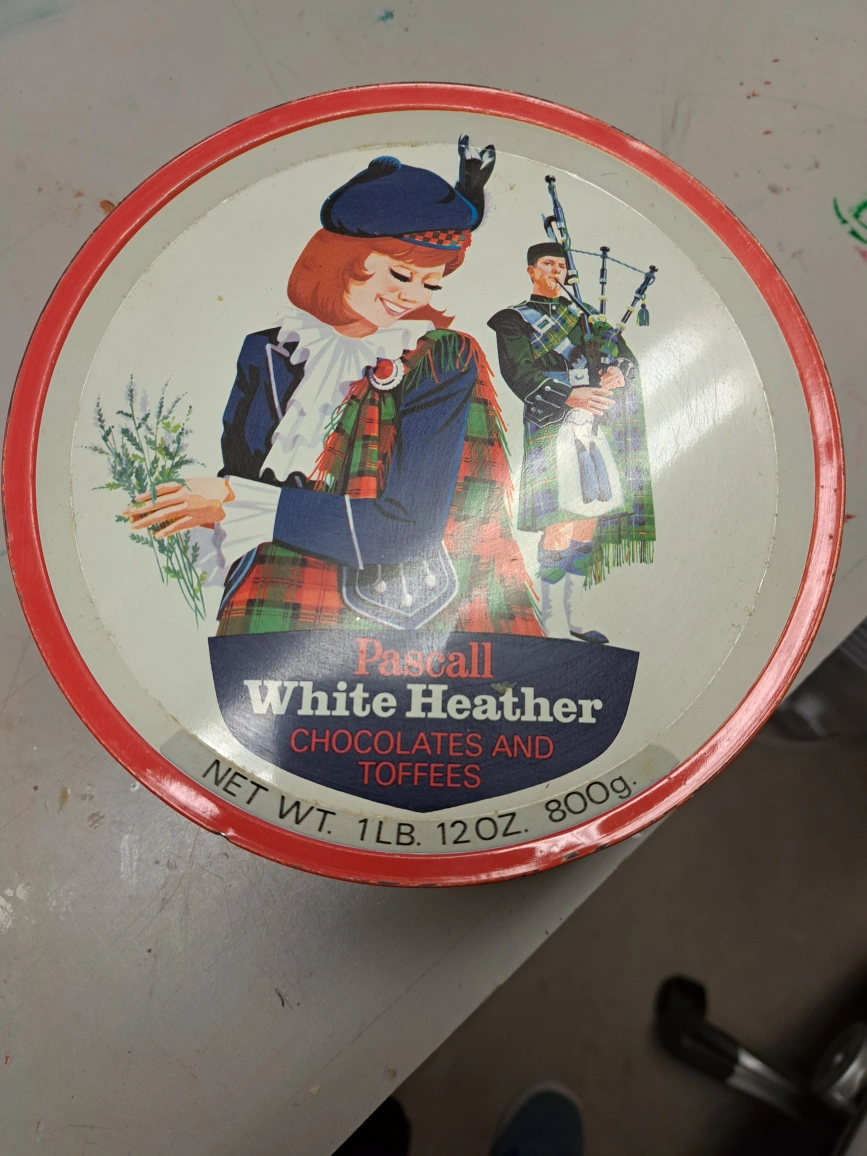 Pascall
White Heather
CHOCOLATES AND
TOFFEES
NET WT. 1LB. 12OZ. 800g.